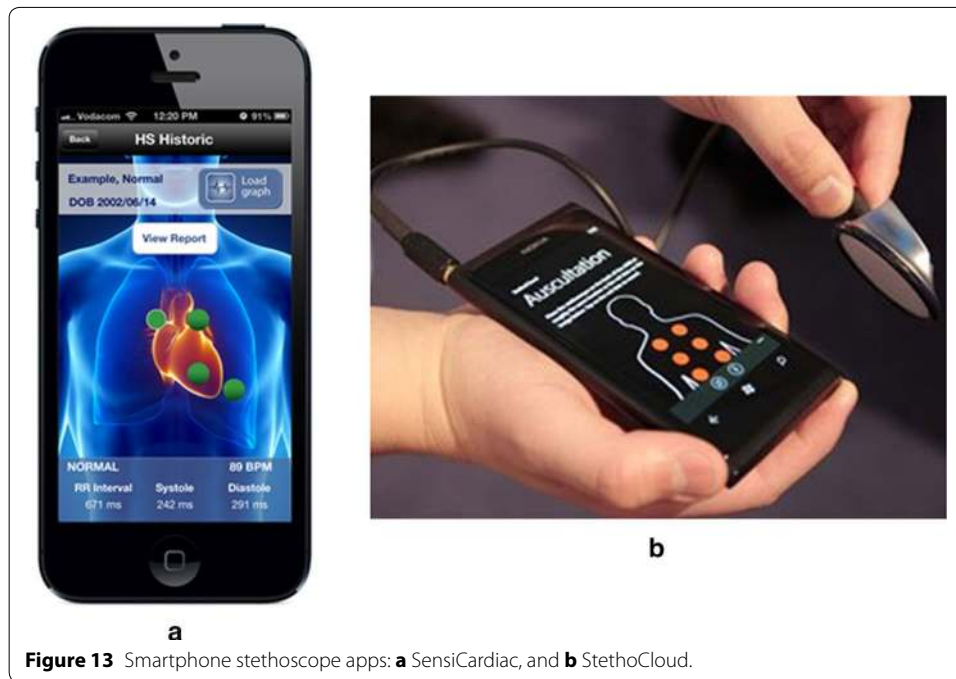 Vodacom 12:20 PM 91%
Back HS Historic
Example, Normal
DOB 2002/06/14
Load
graph
View Report
NORMAL 89 BPM
RR Interval Systole Diastole
671 ms 242 ms 291 ms
a
NOKIA
Auscultation
b
Figure 13 Smartphone stethoscope apps: a SensiCardiac, and b StethoCloud.